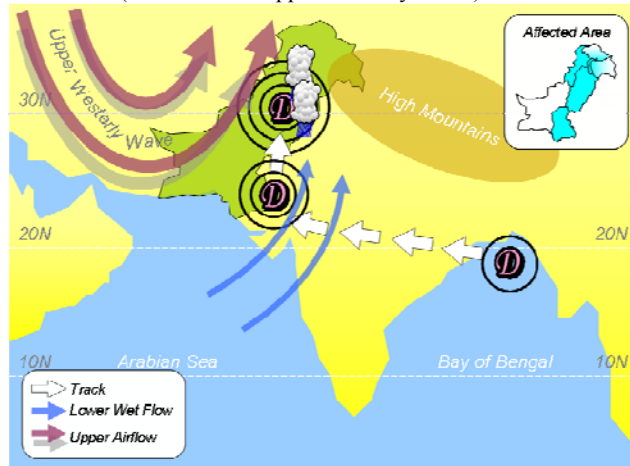 Affected Area
Upper Westerly Wave
High Mountains
30N
D
D
20N
20N
D
10N
Arabian Sea
Bay of Bengal
10N
Track
Lower Wet Flow
Upper Airflow